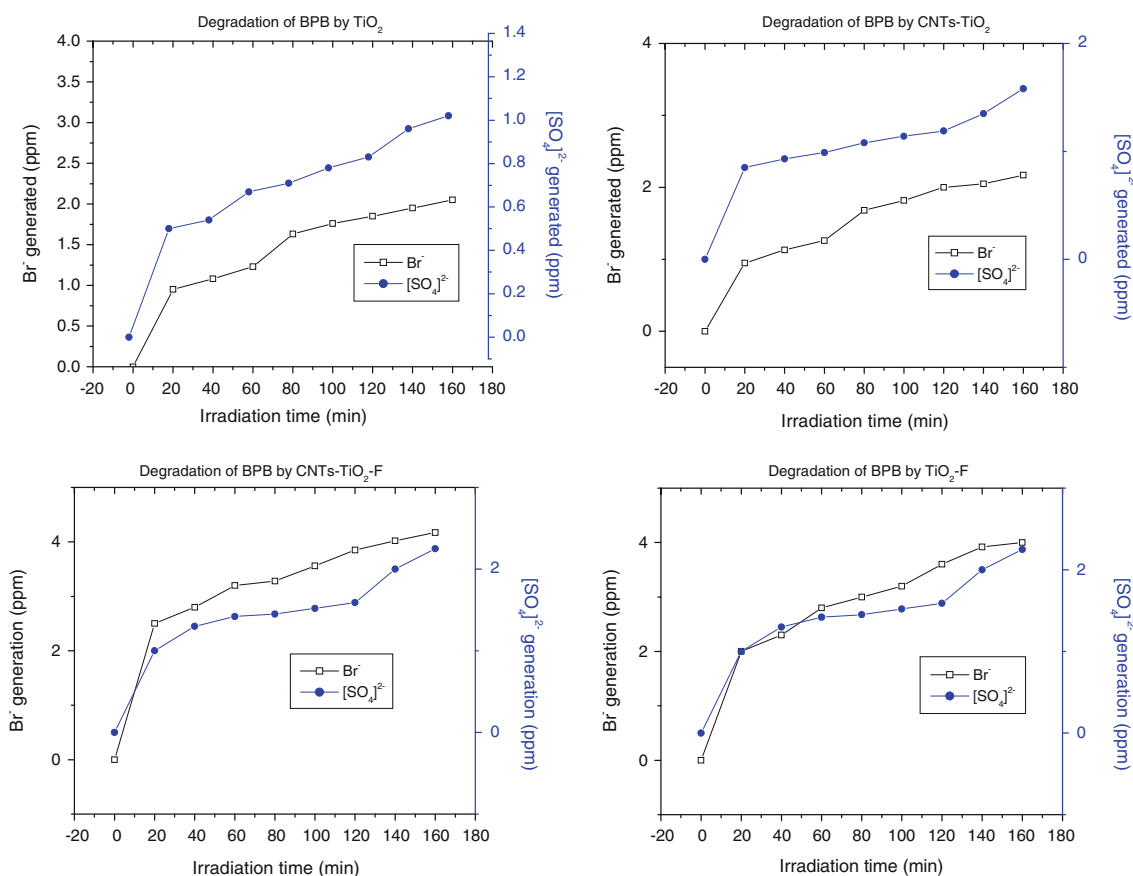 Degradation of BPB by TiO₂
4.0
3.5
3.0
2.5
2.0
1.5
1.0
0.5
0.0
Br⁻ generated (ppm)
1.4
1.2
1.0
0.8
0.6
0.4
0.2
0.0
[SO₄]²⁻ generated (ppm)
Br⁻
[SO₄]²⁻
-20 0 20 40 60 80 100 120 140 160 180
Irradiation time (min)
Degradation of BPB by CNTs-TiO₂
4
2
0
Br⁻ generated (ppm)
2
0
[SO₄]²⁻ generated (ppm)
Br⁻
[SO₄]²⁻
-20 0 20 40 60 80 100 120 140 160 180
Irradiation time (min)
Degradation of BPB by CNTs-TiO₂-F
4
2
0
Br⁻ generation (ppm)
2
0
[SO₄]²⁻ generation (ppm)
Br⁻
[SO₄]²⁻
-20 0 20 40 60 80 100 120 140 160 180
Irradiation time (min)
Degradation of BPB by TiO₂-F
4
2
0
Br⁻ generation (ppm)
2
0
[SO₄]²⁻ generation (ppm)
Br⁻
[SO₄]²⁻
-20 0 20 40 60 80 100 120 140 160 180
Irradiation time (min)